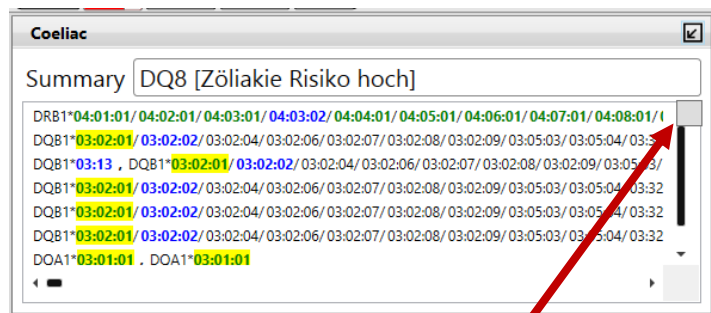 Coeliac
Summary DQ8 [Zöliakie Risiko hoch]
DRB1*04:01:01/04:02:01/04:03:01/04:03:02/04:04:01/04:05:01/04:06:01/04:07:01/04:08:01/
DQB1*03:02:01/03:02:02/03:02:04/03:02:06/03:02:07/03:02:08/03:02:09/03:05:03/03:05:04/
DQB1*03:13 , DQB1*03:02:01/03:02:02/03:02:04/03:02:06/03:02:07/03:02:08/03:02:09/03:05:03/
DQB1*03:02:01/03:02:02/03:02:04/03:02:06/03:02:07/03:02:08/03:02:09/03:05:03/03:05:04/03:32
DQB1*03:02:01/03:02:02/03:02:04/03:02:06/03:02:07/03:02:08/03:02:09/03:05:03/03:05:04/03:32
DQB1*03:02:01/03:02:02/03:02:04/03:02:06/03:02:07/03:02:08/03:02:09/03:05:03/03:05:04/03:32
DQA1*03:01:01 , DQA1*03:01:01